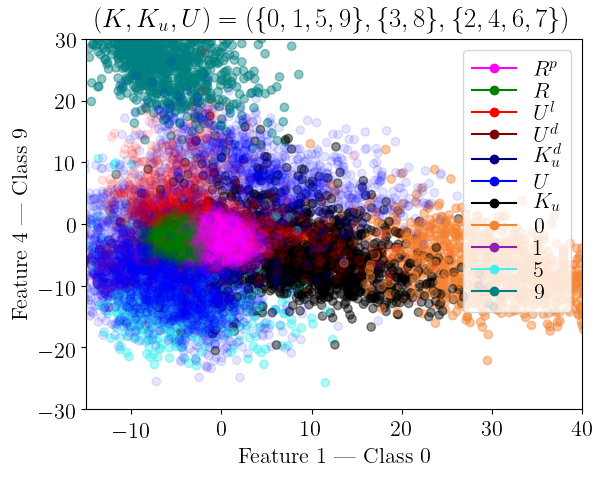 (K, K_u, U) = ({0, 1, 5, 9}, {3, 8}, {2, 4, 6, 7})
30
20
10
0
−10
−20
−30
Feature 4 — Class 9
R^p
R
U^l
U^d
K_u^d
U
K_u
0
1
5
9
−10
0
10
20
30
40
Feature 1 — Class 0